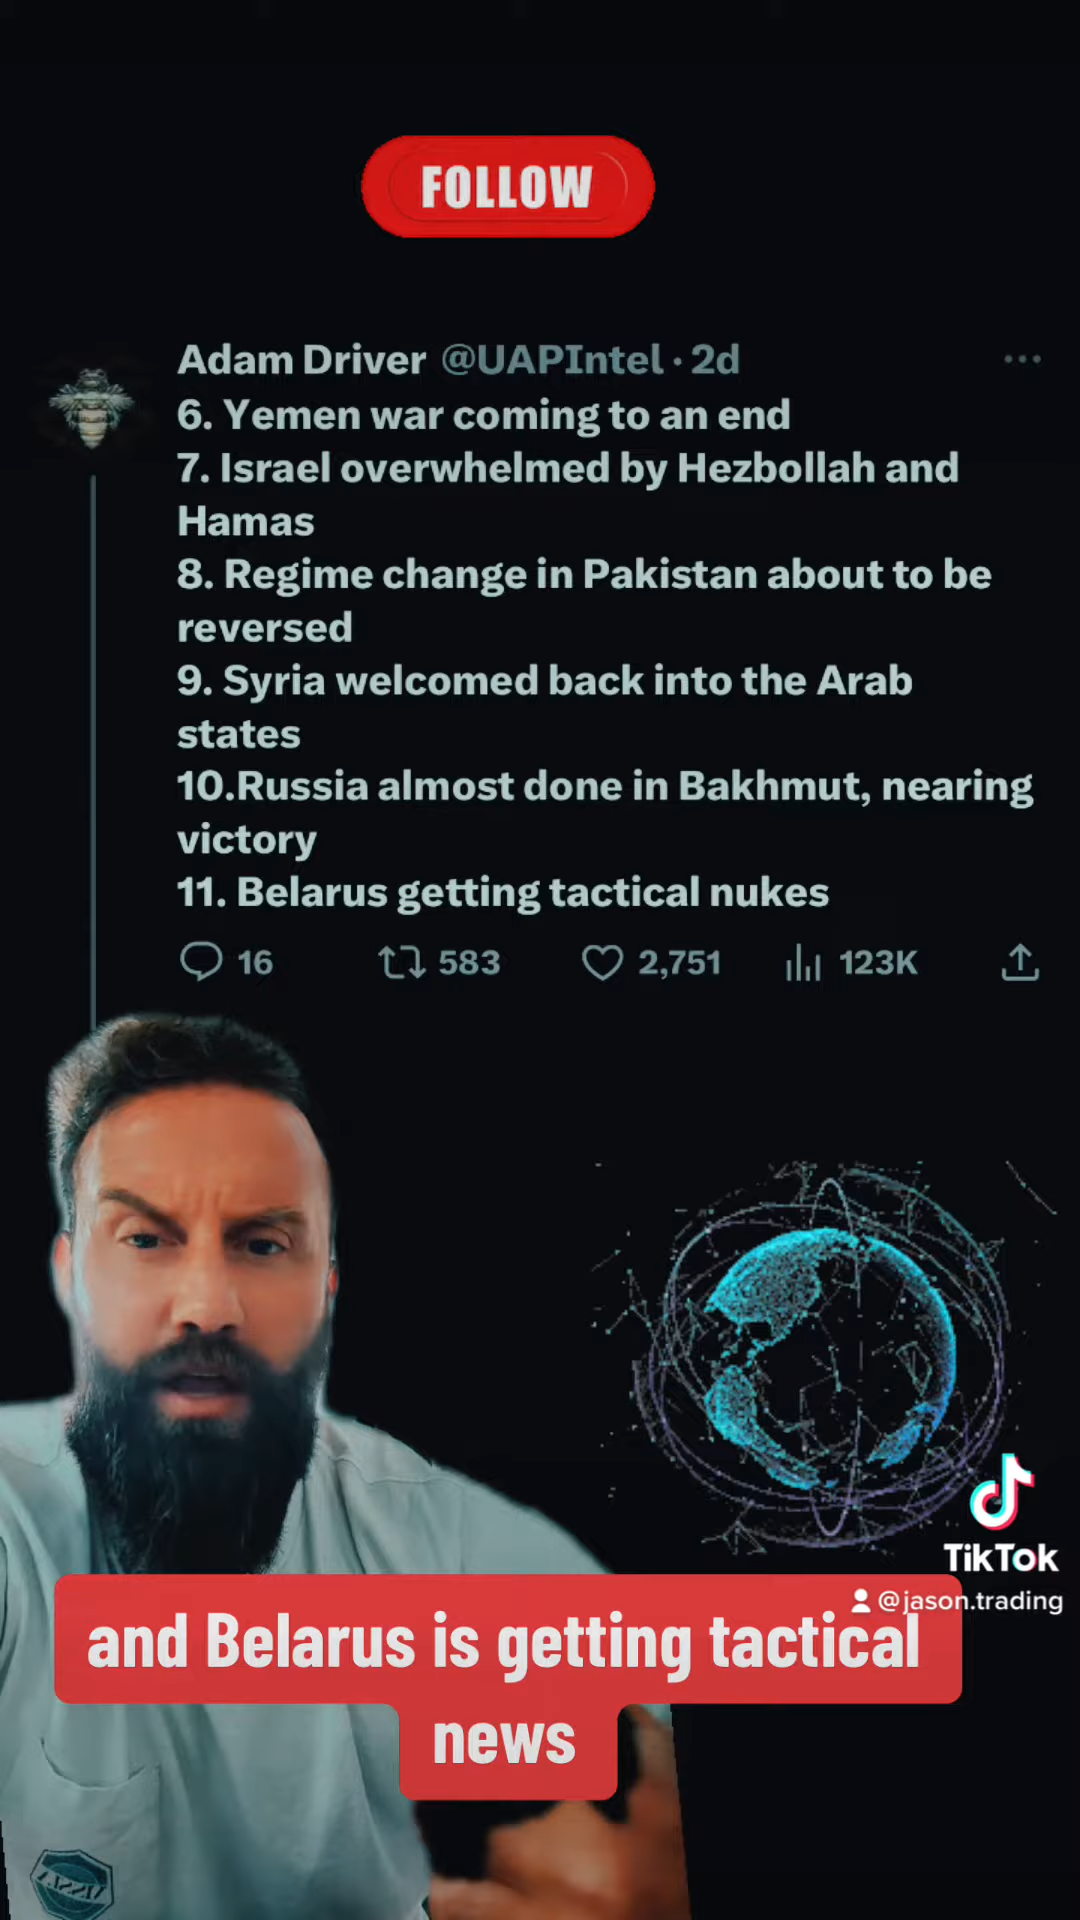 FOLLOW
Adam Driver @UAPIntel · 2d
6. Yemen war coming to an end
7. Israel overwhelmed by Hezbollah and
Hamas
8. Regime change in Pakistan about to be
reversed
9. Syria welcomed back into the Arab
states
10.Russia almost done in Bakhmut, nearing
victory
11. Belarus getting tactical nukes
16 583 2,751 123K
TikTok
@jason.trading
and Belarus is getting tactical
news